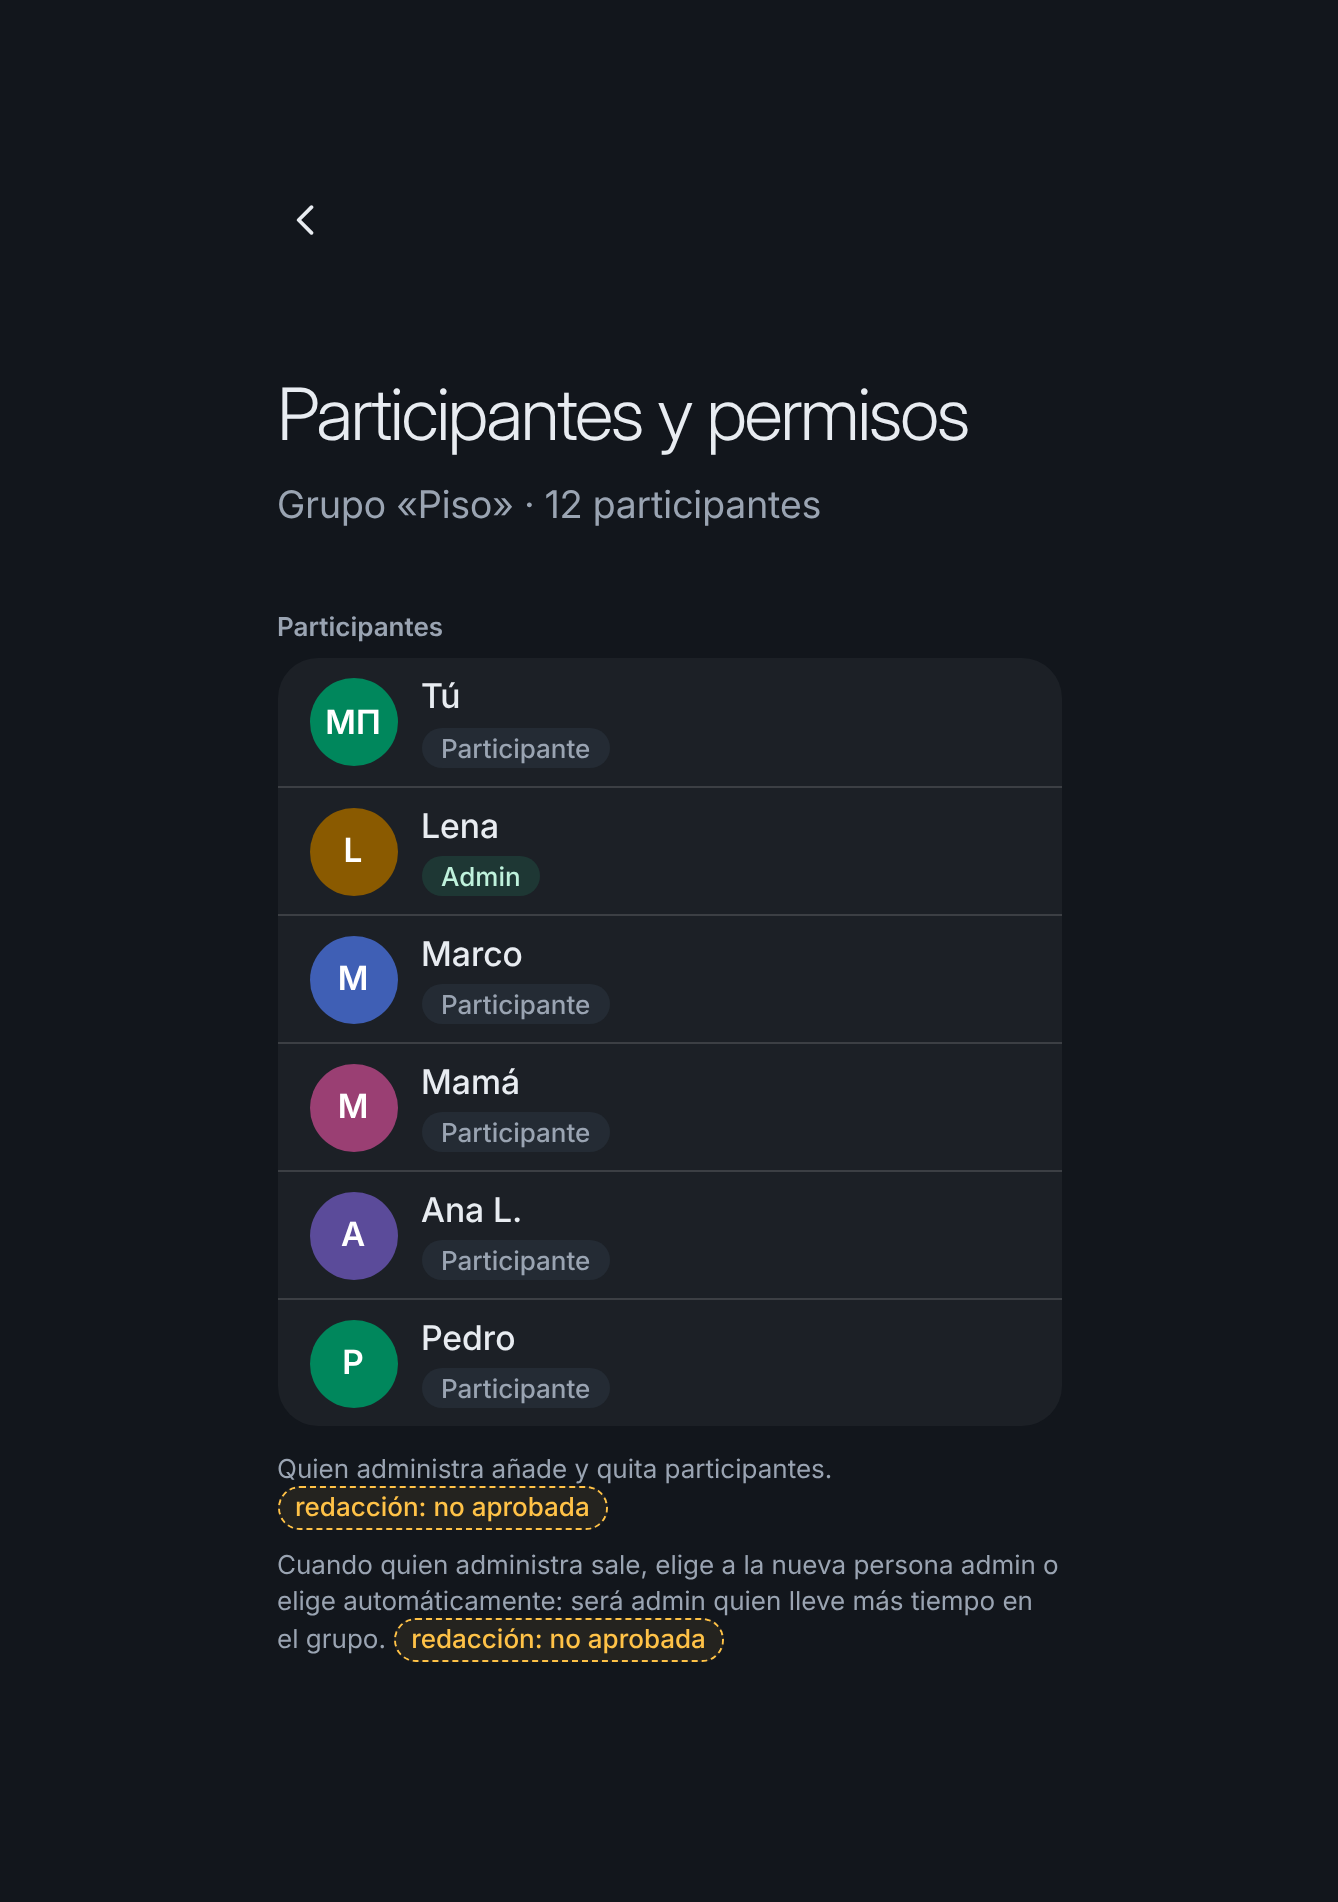 Participantes y permisos
Grupo «Piso» · 12 participantes
Participantes
МП
Tú
Participante
L
Lena
Admin
M
Marco
Participante
M
Mamá
Participante
A
Ana L.
Participante
P
Pedro
Participante
Quien administra añade y quita participantes.
redacción: no aprobada
Cuando quien administra sale, elige a la nueva persona admin o
elige automáticamente: será admin quien lleve más tiempo en
el grupo. redacción: no aprobada